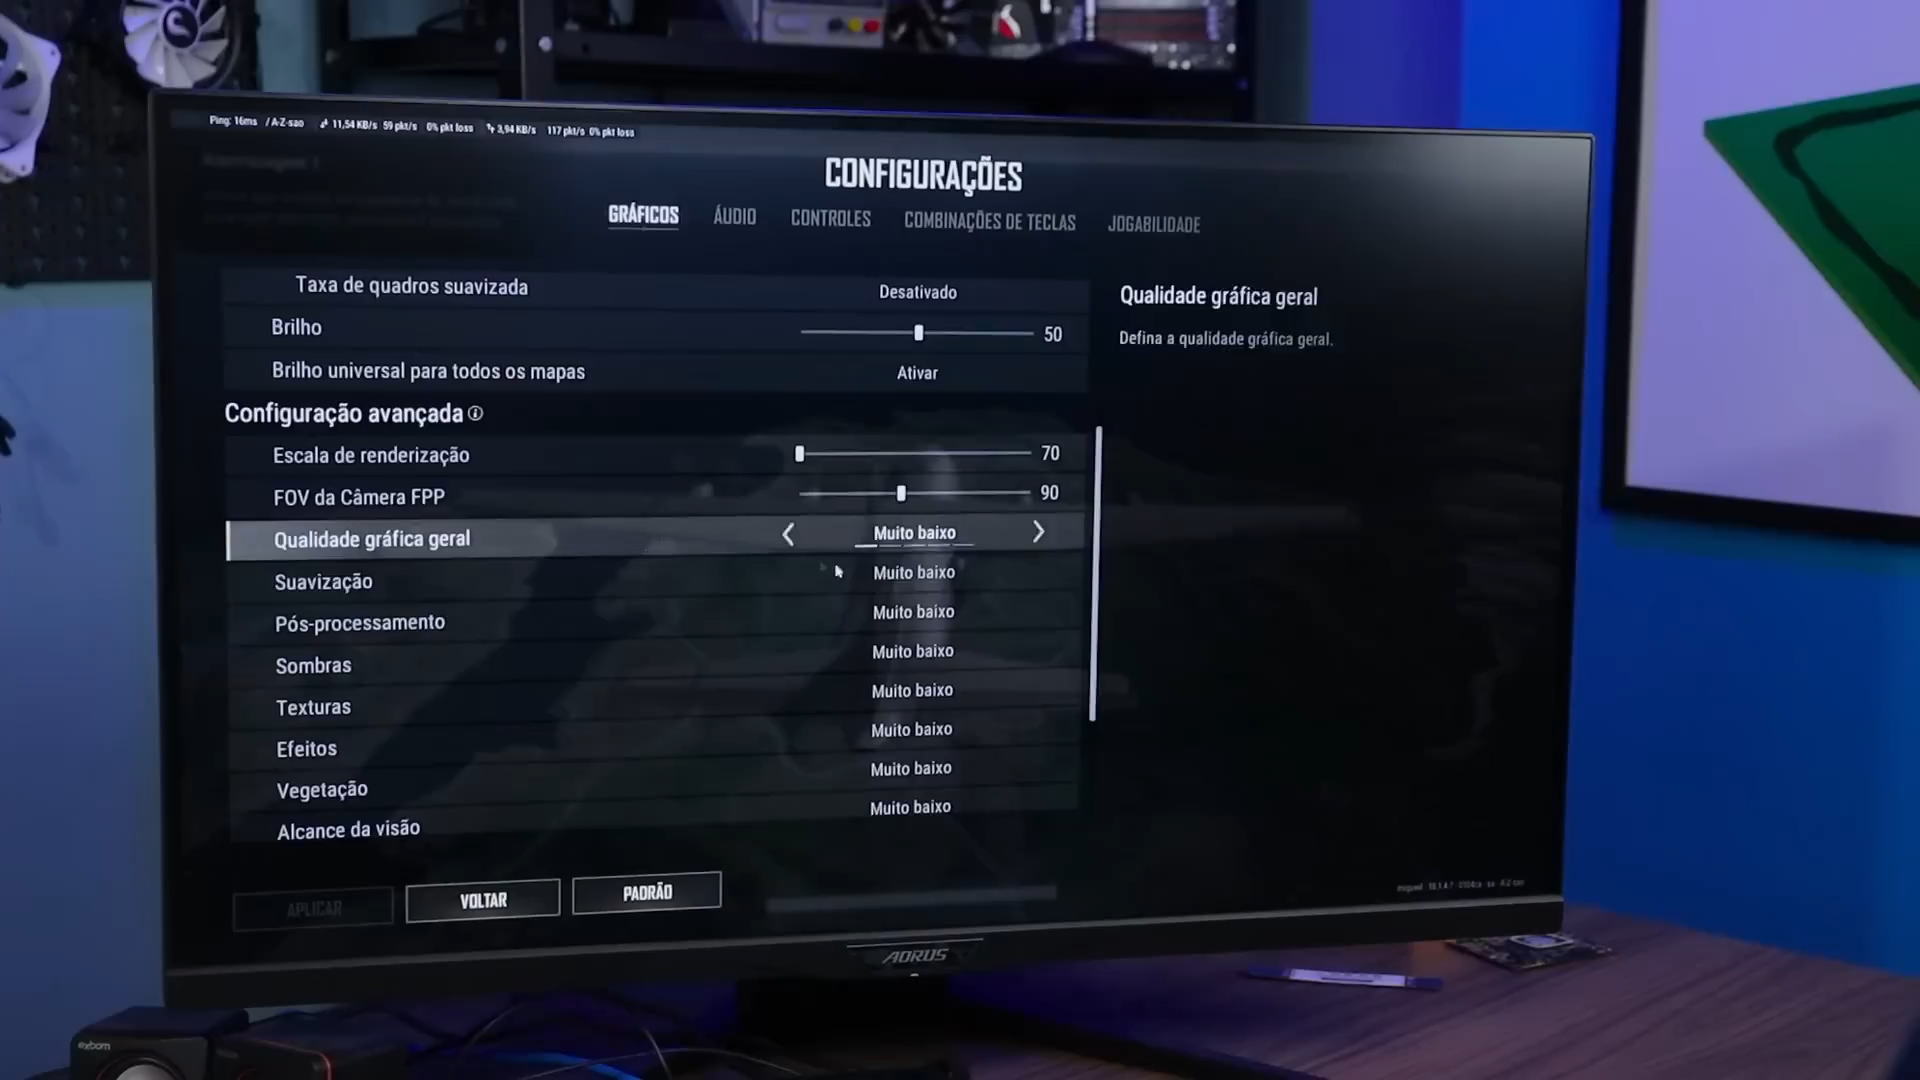 Ping: 16ms / A-Z-sao 11,54 KB/s 59 pkt/s 0% pkt loss 3,94 KB/s 117 pkt/s 0% pkt loss
CONFIGURAÇÕES
GRÁFICOS ÁUDIO CONTROLES COMBINAÇÕES DE TECLAS JOGABILIDADE
Taxa de quadros suavizada Desativado
Brilho 50
Brilho universal para todos os mapas Ativar
Configuração avançada
Escala de renderização 70
FOV da Câmera FPP 90
Qualidade gráfica geral Muito baixo
Suavização Muito baixo
Pós-processamento Muito baixo
Sombras Muito baixo
Texturas Muito baixo
Efeitos Muito baixo
Vegetação Muito baixo
Alcance da visão Muito baixo
Qualidade gráfica geral
Defina a qualidade gráfica geral.
APLICAR VOLTAR PADRÃO
AORUS
exbom